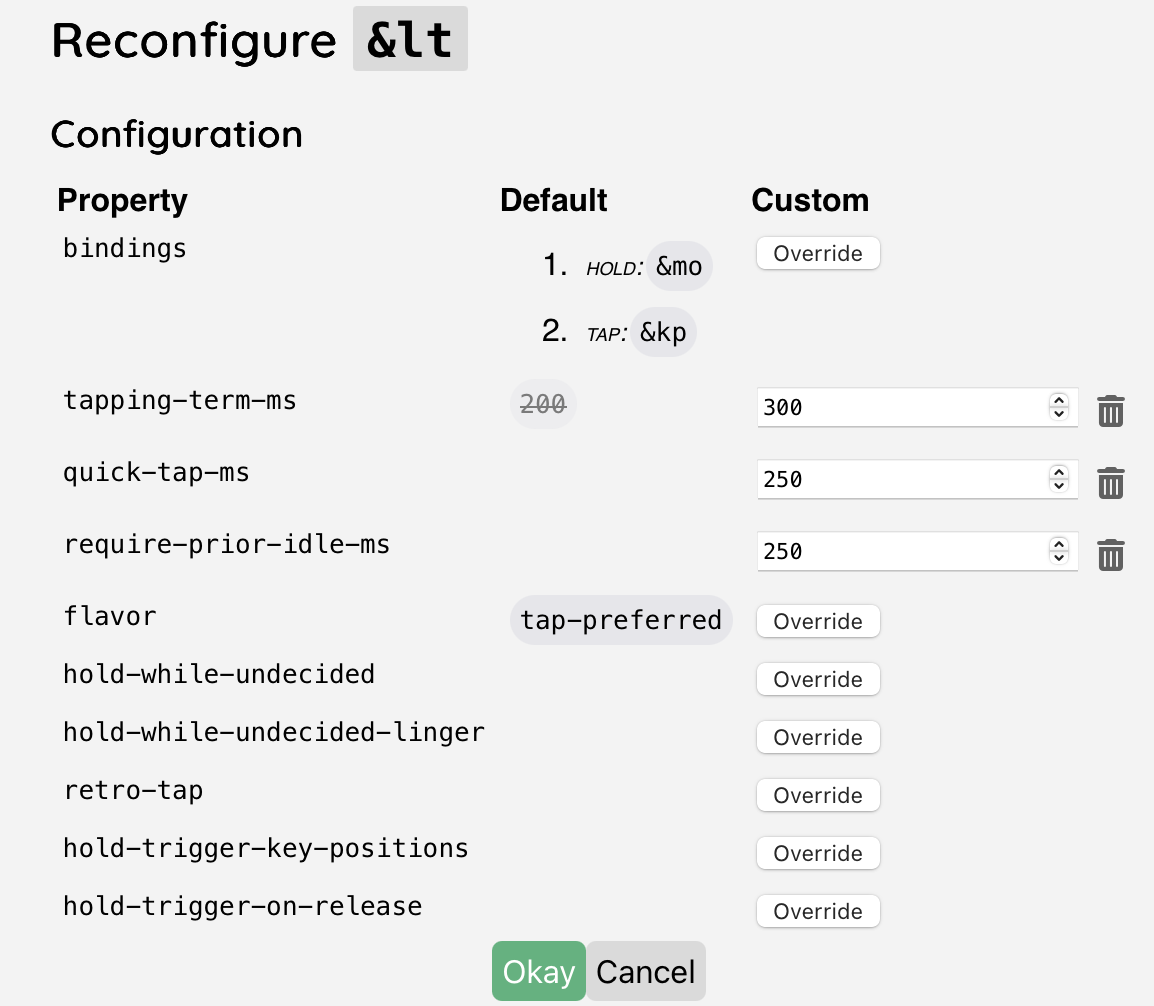 Reconfigure &lt
Configuration
Property Default Custom
bindings 1. HOLD: &mo Override
2. TAP: &kp
tapping-term-ms 200 300
quick-tap-ms 250
require-prior-idle-ms 250
flavor tap-preferred Override
hold-while-undecided Override
hold-while-undecided-linger Override
retro-tap Override
hold-trigger-key-positions Override
hold-trigger-on-release Override
Okay Cancel